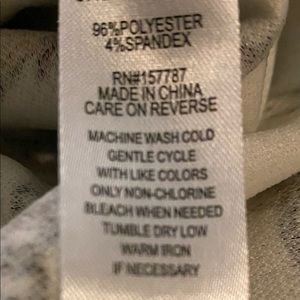 96%POLYESTER
4%SPANDEX
RN#157787
MADE IN CHINA
CARE ON REVERSE
MACHINE WASH COLD
GENTLE CYCLE
WITH LIKE COLORS
ONLY NON-CHLORINE
BLEACH WHEN NEEDED
TUMBLE DRY LOW
WARM IRON
IF NECESSARY